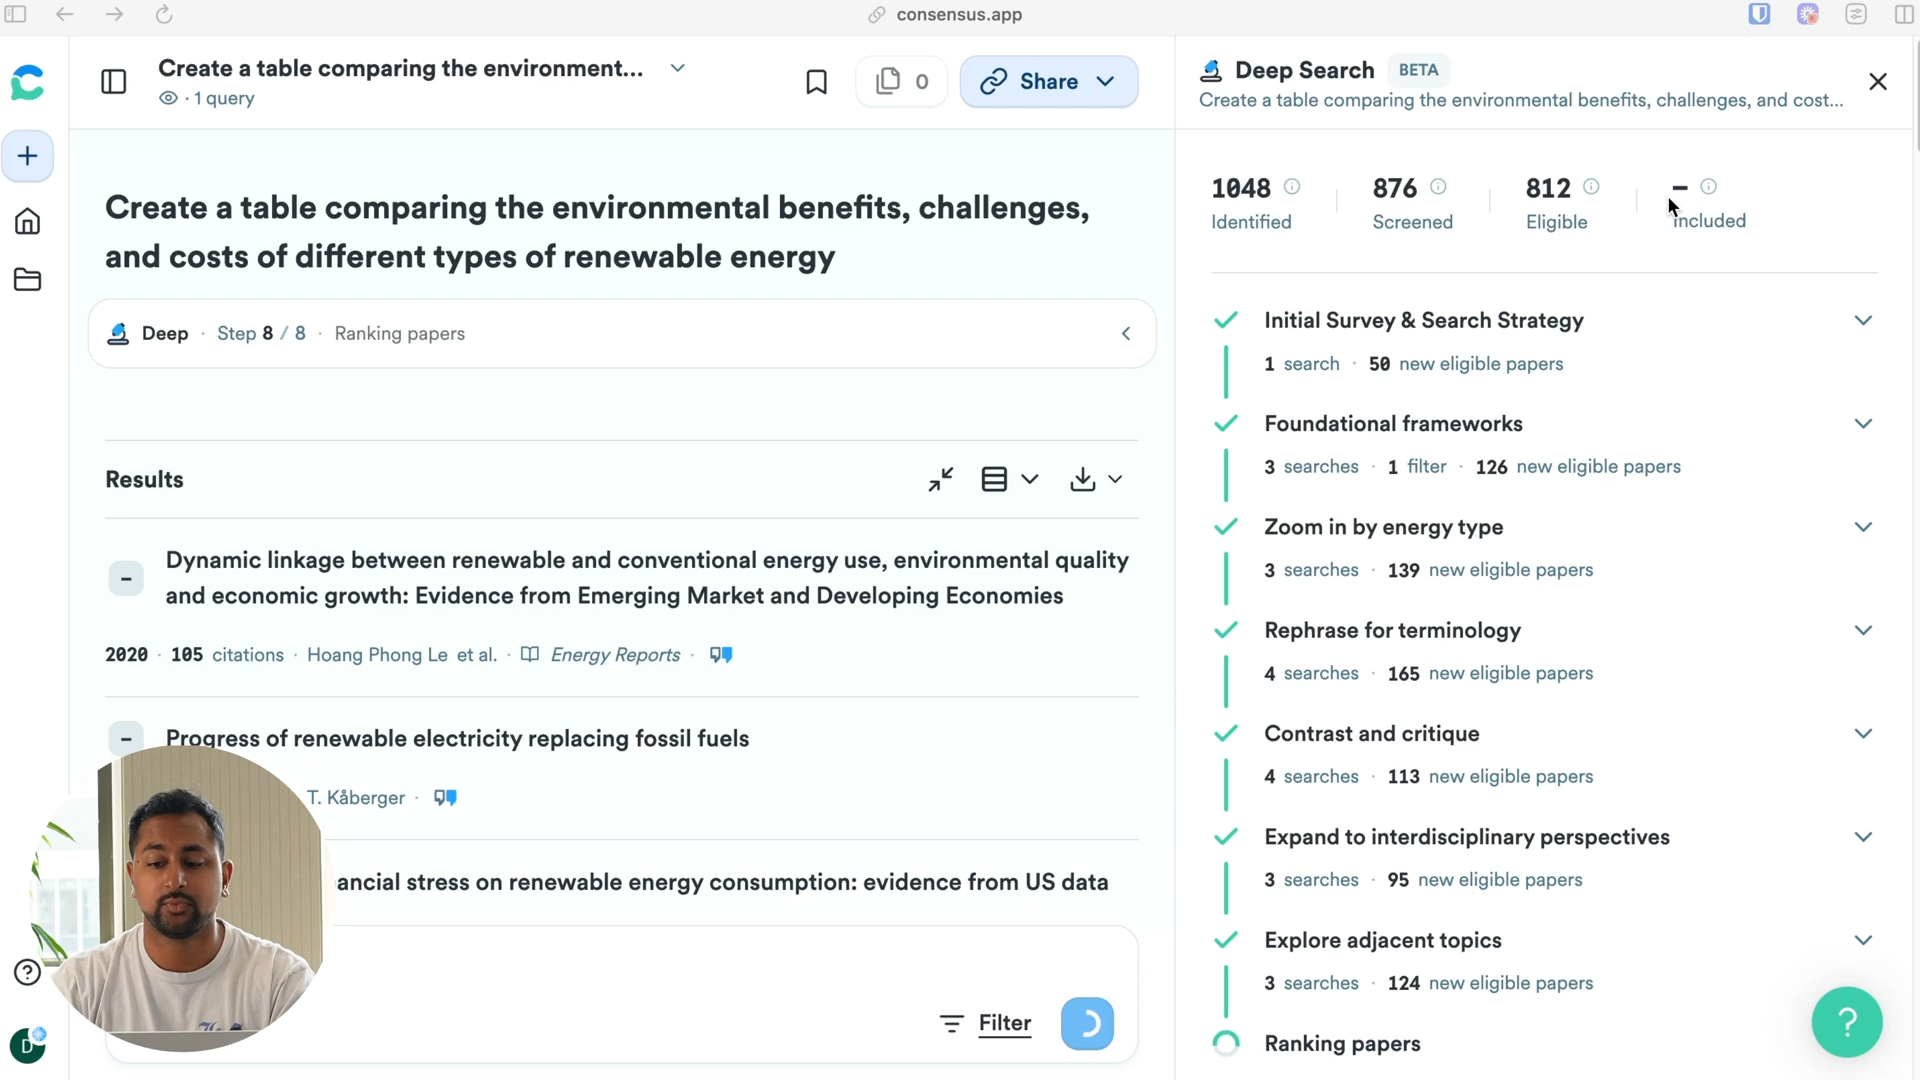 consensus.app
Create a table comparing the environment...
· 1 query
0
Share
Deep Search BETA
Create a table comparing the environmental benefits, challenges, and cost...
Create a table comparing the environmental benefits, challenges,
and costs of different types of renewable energy
Deep · Step 8 / 8 · Ranking papers
Results
Dynamic linkage between renewable and conventional energy use, environmental quality
and economic growth: Evidence from Emerging Market and Developing Economies
2020 · 105 citations · Hoang Phong Le et al. · Energy Reports ·
Progress of renewable electricity replacing fossil fuels
T. Kåberger ·
stress on renewable energy consumption: evidence from US data
Filter
D
1048 876 812 –
Identified Screened Eligible Included
Initial Survey & Search Strategy
1 search · 50 new eligible papers
Foundational frameworks
3 searches · 1 filter · 126 new eligible papers
Zoom in by energy type
3 searches · 139 new eligible papers
Rephrase for terminology
4 searches · 165 new eligible papers
Contrast and critique
4 searches · 113 new eligible papers
Expand to interdisciplinary perspectives
3 searches · 95 new eligible papers
Explore adjacent topics
3 searches · 124 new eligible papers
Ranking papers
?
?